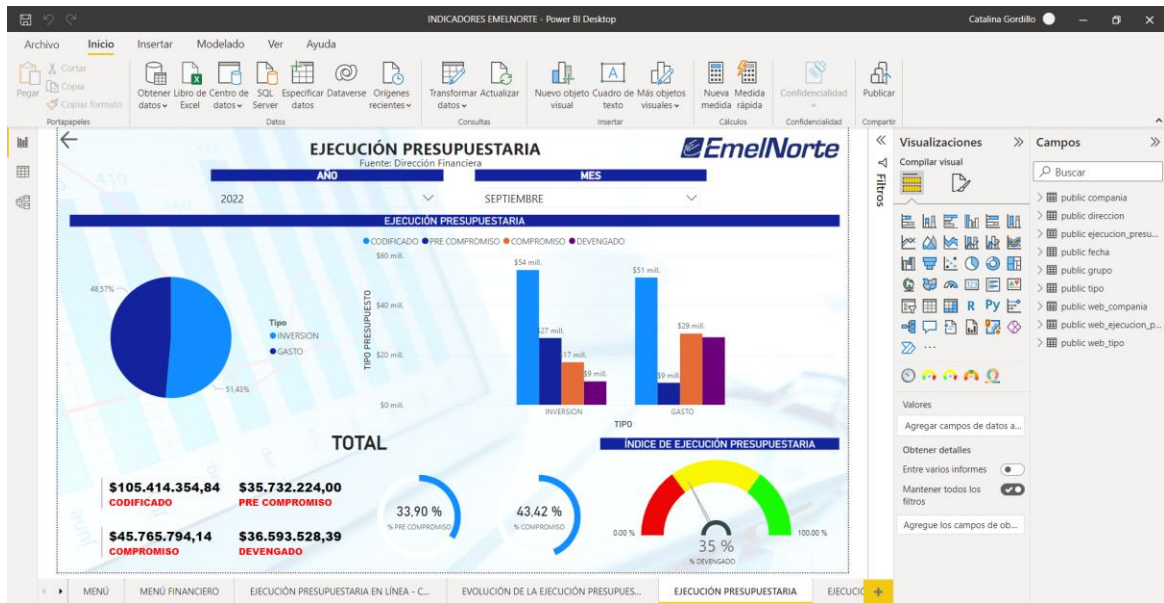 INDICADORES EMELNORTE - Power BI Desktop
Catalina Gordillo
Archivo Inicio Insertar Modelado Ver Ayuda
Pegar
Cortar
Copia
Copiar formato
Portapapeles
Obtener datos
Libro de Excel
Centro de datos
SQL Server
Especificar datos
Dataverse
Orígenes recientes
Datos
Transformar datos
Actualizar
Consultas
Nuevo objeto visual
Cuadro de texto
Más objetos visuales
Insertar
Nueva medida
Medida rápida
Cálculos
Confidencialidad
Confidencialidad
Publicar
Compartir
EJECUCIÓN PRESUPUESTARIA
Fuente: Dirección Financiera
EmelNorte
AÑO
MES
2022
SEPTIEMBRE
EJECUCIÓN PRESUPUESTARIA
CODIFICADO PRE COMPROMISO COMPROMISO DEVENGADO
48,57%
51,43%
Tipo
INVERSION
GASTO
TIPO PRESUPUESTO
$60 mill.
$40 mill.
$20 mill.
$0 mill.
$54 mill.
$27 mill.
$17 mill.
$9 mill.
$51 mill.
$9 mill.
$29 mill.
INVERSION
GASTO
TIPO
TOTAL
$105.414.354,84
CODIFICADO
$35.732.224,00
PRE COMPROMISO
$45.765.794,14
COMPROMISO
$36.593.528,39
DEVENGADO
33,90 %
% PRE COMPROMISO
43,42 %
% COMPROMISO
ÍNDICE DE EJECUCIÓN PRESUPUESTARIA
0.00 %
100.00 %
35 %
% DEVENGADO
Filtros
Visualizaciones
Compilar visual
R Py
Valores
Agregar campos de datos a...
Obtener detalles
Entre varios informes
Mantener todos los filtros
Agregue los campos de ob...
Campos
Buscar
public compania
public direccion
public ejecucion_presu...
public fecha
public grupo
public tipo
public web_compania
public web_ejecucion_p...
public web_tipo
MENÚ
MENÚ FINANCIERO
EJECUCIÓN PRESUPUESTARIA EN LÍNEA - C...
EVOLUCIÓN DE LA EJECUCIÓN PRESUPUES...
EJECUCIÓN PRESUPUESTARIA